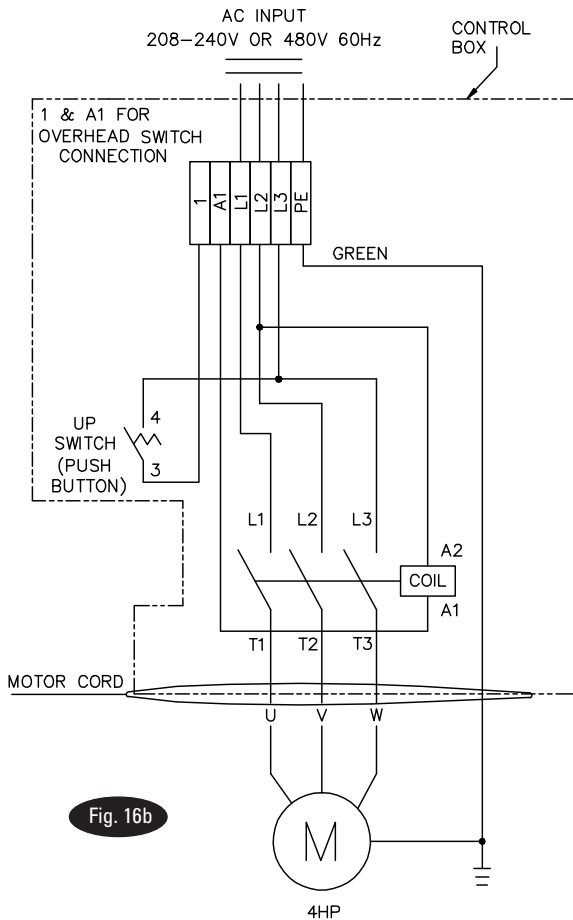 AC INPUT
208-240V OR 480V 60Hz
CONTROL
BOX
1 & A1 FOR
OVERHEAD SWITCH
CONNECTION
1
A1
L1
L2
L3
PE
GREEN
4
UP
SWITCH
(PUSH
BUTTON)
3
L1
L2
L3
A2
COIL
A1
T1
T2
T3
MOTOR CORD
U
V
W
Fig. 16b
M
4HP